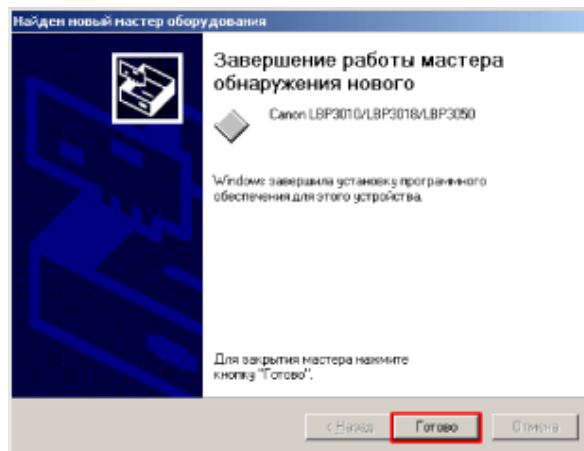 Найден новый мастер оборудования
Завершение работы мастера
обнаружения нового
Canon LBP3010/LBP3018/LBP3050
Windows завершила установку программного
обеспечения для этого устройства.
Для закрытия мастера нажмите
кнопку "Готово".
< Назад Готово Отмена